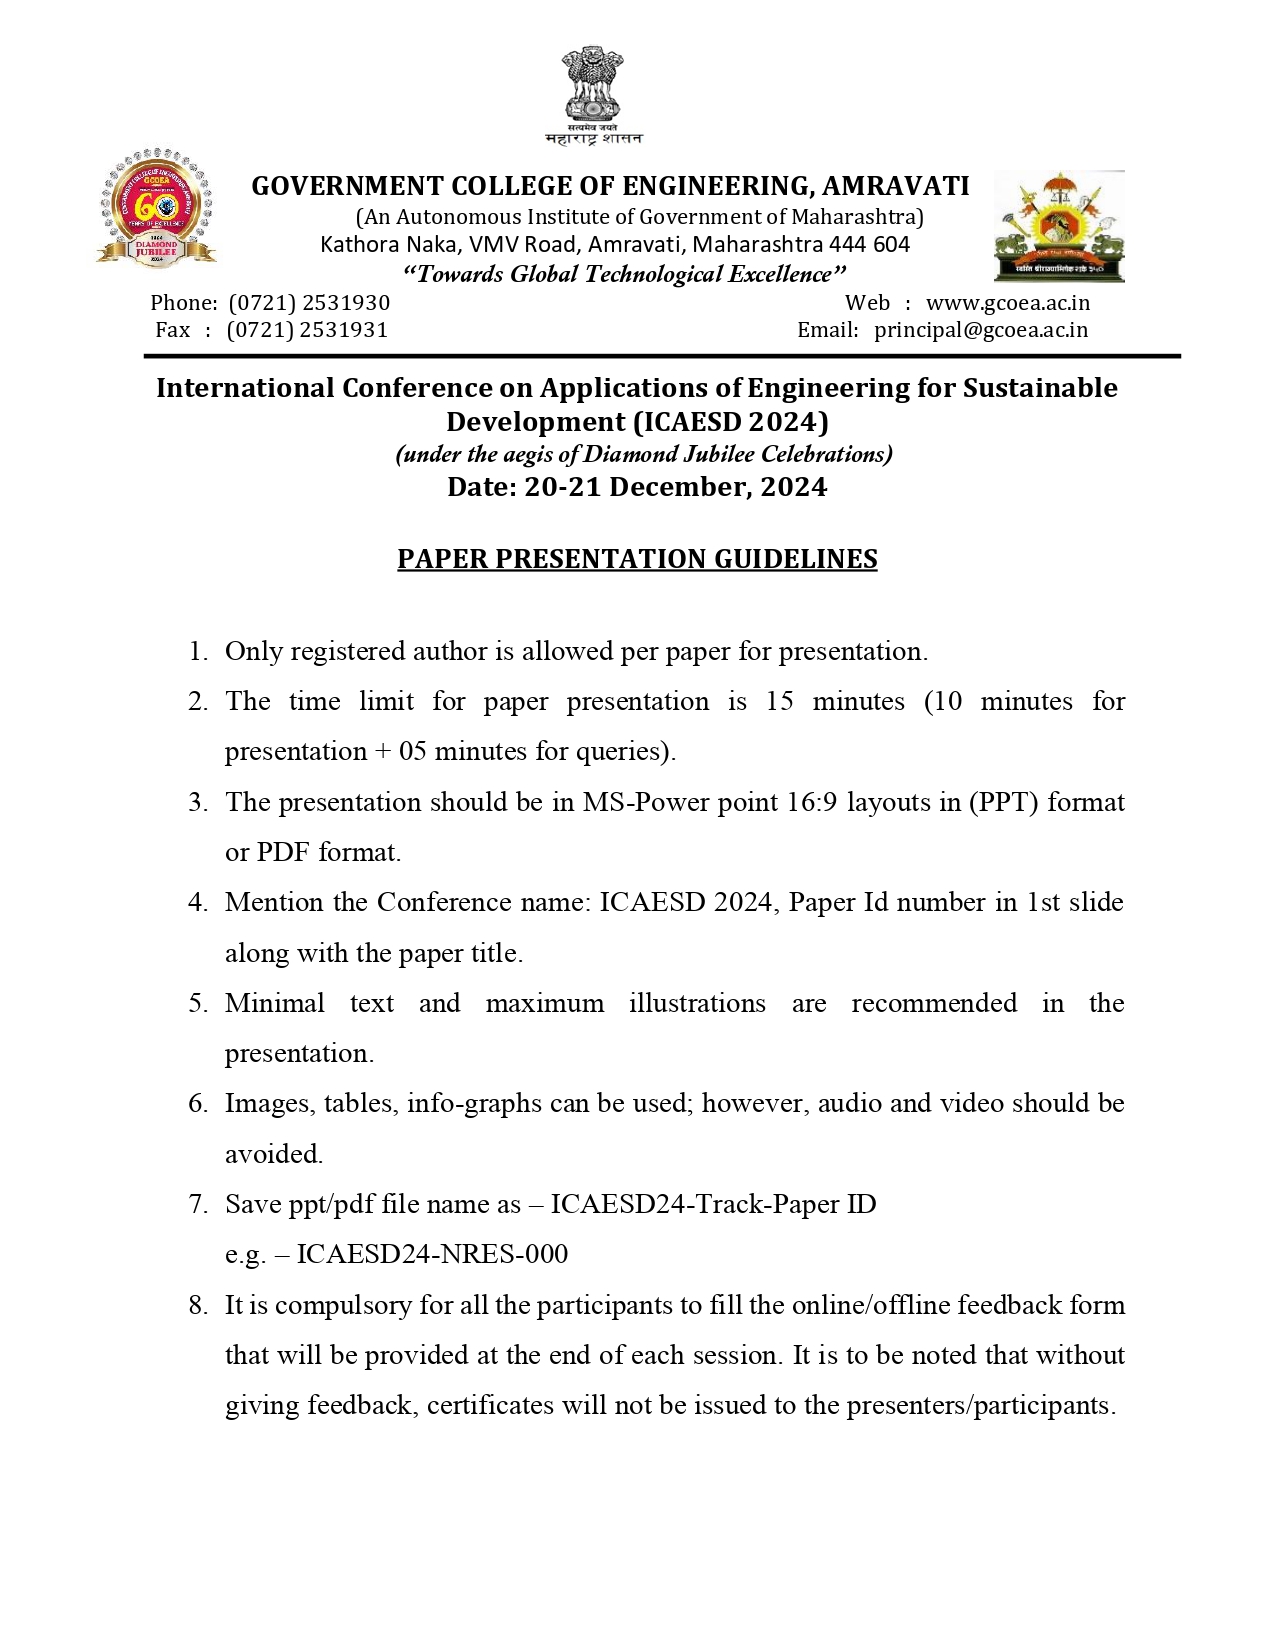 सत्यमेव जयते
महाराष्ट्र शासन
GCOEA
60
YEARS OF EXCELLENCE
1964
DIAMOND
JUBILEE
2024
GOVERNMENT COLLEGE OF ENGINEERING, AMRAVATI
(An Autonomous Institute of Government of Maharashtra)
Kathora Naka, VMV Road, Amravati, Maharashtra 444 604
“Towards Global Technological Excellence”
Phone: (0721) 2531930 Web : www.gcoea.ac.in
Fax : (0721) 2531931 Email: principal@gcoea.ac.in
International Conference on Applications of Engineering for Sustainable
Development (ICAESD 2024)
(under the aegis of Diamond Jubilee Celebrations)
Date: 20-21 December, 2024
PAPER PRESENTATION GUIDELINES
1. Only registered author is allowed per paper for presentation.
2. The time limit for paper presentation is 15 minutes (10 minutes for
presentation + 05 minutes for queries).
3. The presentation should be in MS-Power point 16:9 layouts in (PPT) format
or PDF format.
4. Mention the Conference name: ICAESD 2024, Paper Id number in 1st slide
along with the paper title.
5. Minimal text and maximum illustrations are recommended in the
presentation.
6. Images, tables, info-graphs can be used; however, audio and video should be
avoided.
7. Save ppt/pdf file name as – ICAESD24-Track-Paper ID
e.g. – ICAESD24-NRES-000
8. It is compulsory for all the participants to fill the online/offline feedback form
that will be provided at the end of each session. It is to be noted that without
giving feedback, certificates will not be issued to the presenters/participants.